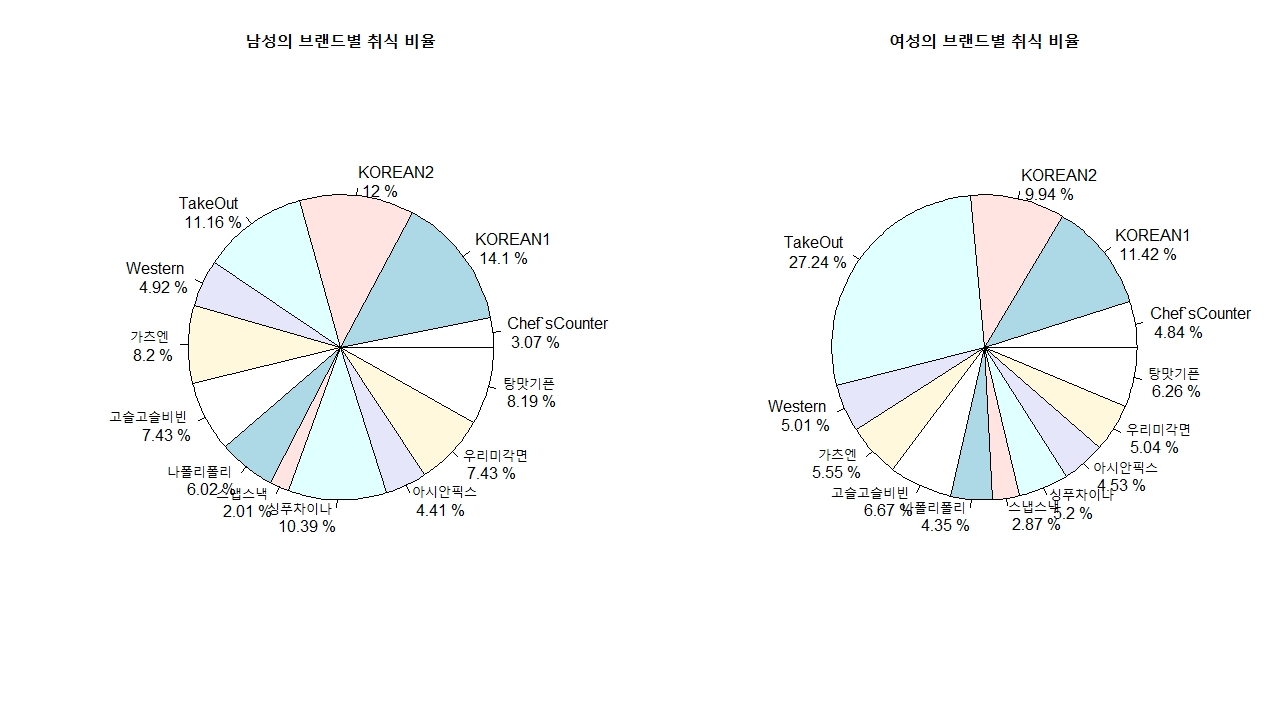 남성의 브랜드별 취식 비율
KOREAN2
12 %
KOREAN1
14.1 %
Chef`sCounter
3.07 %
TakeOut
11.16 %
Western
4.92 %
가츠엔
8.2 %
고슬고슬비빈
7.43 %
나폴리폴리
6.02 %
스냅스낵
2.01 %
싱푸차이나
10.39 %
아시안픽스
4.41 %
우리미각면
7.43 %
탕맛기픈
8.19 %
여성의 브랜드별 취식 비율
KOREAN2
9.94 %
KOREAN1
11.42 %
Chef`sCounter
4.84 %
TakeOut
27.24 %
Western
5.01 %
가츠엔
5.55 %
고슬고슬비빈
6.67 %
나폴리폴리
4.35 %
스냅스낵
2.87 %
싱푸차이나
5.2 %
아시안픽스
4.53 %
우리미각면
5.04 %
탕맛기픈
6.26 %